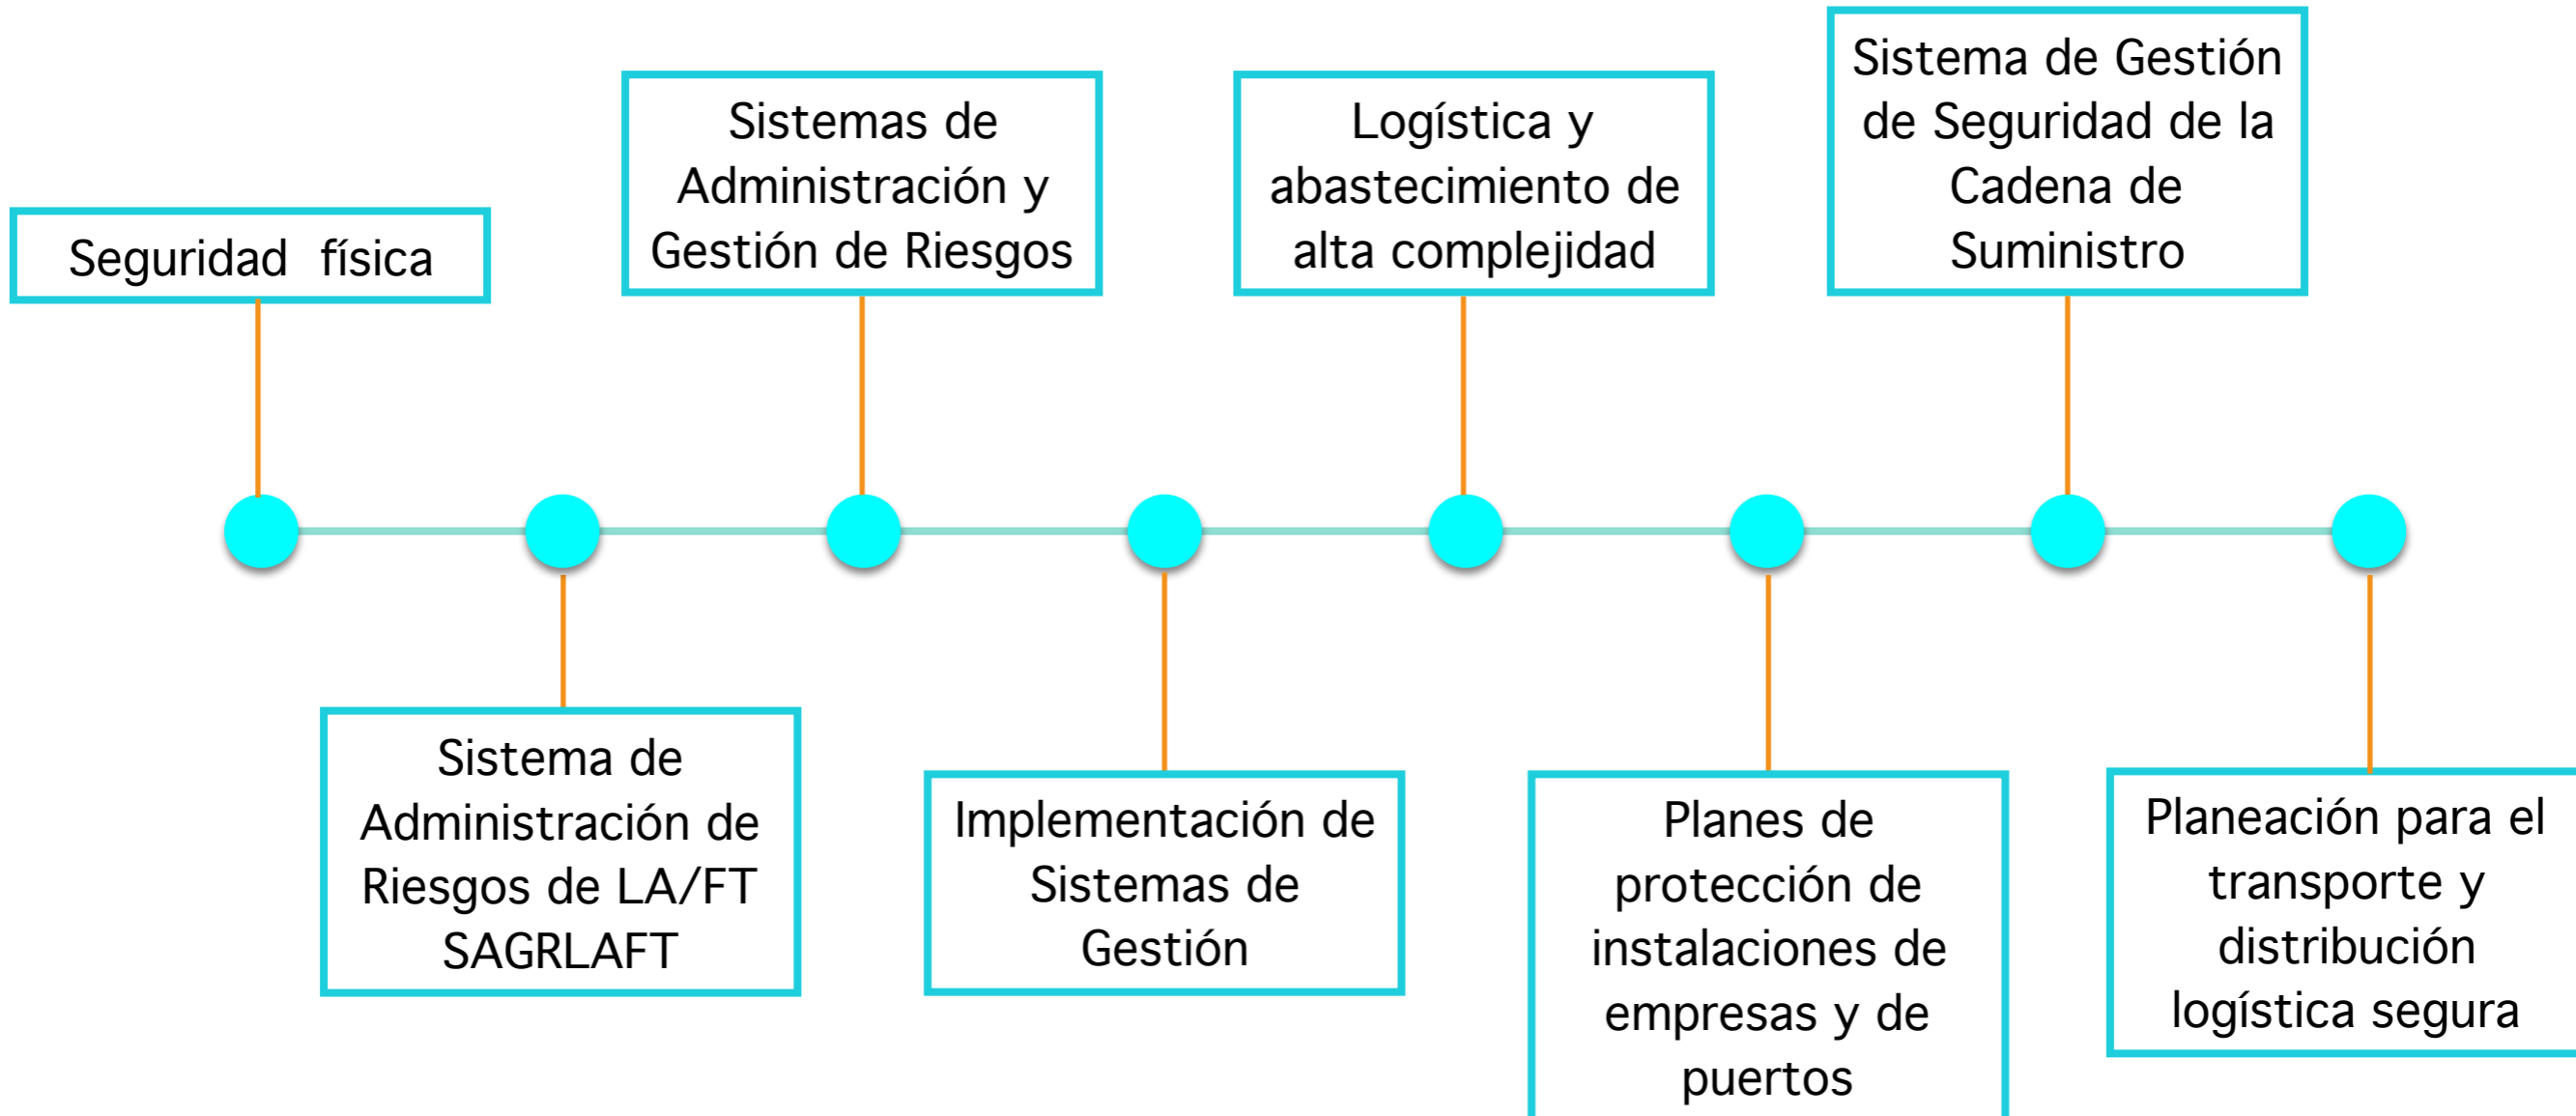 Seguridad física
Sistemas de
Administración y
Gestión de Riesgos
Logística y
abastecimiento de
alta complejidad
Sistema de Gestión
de Seguridad de la
Cadena de
Suministro
Sistema de
Administración de
Riesgos de LA/FT
SAGRLAFT
Implementación de
Sistemas de
Gestión
Planes de
protección de
instalaciones de
empresas y de
puertos
Planeación para el
transporte y
distribución
logística segura